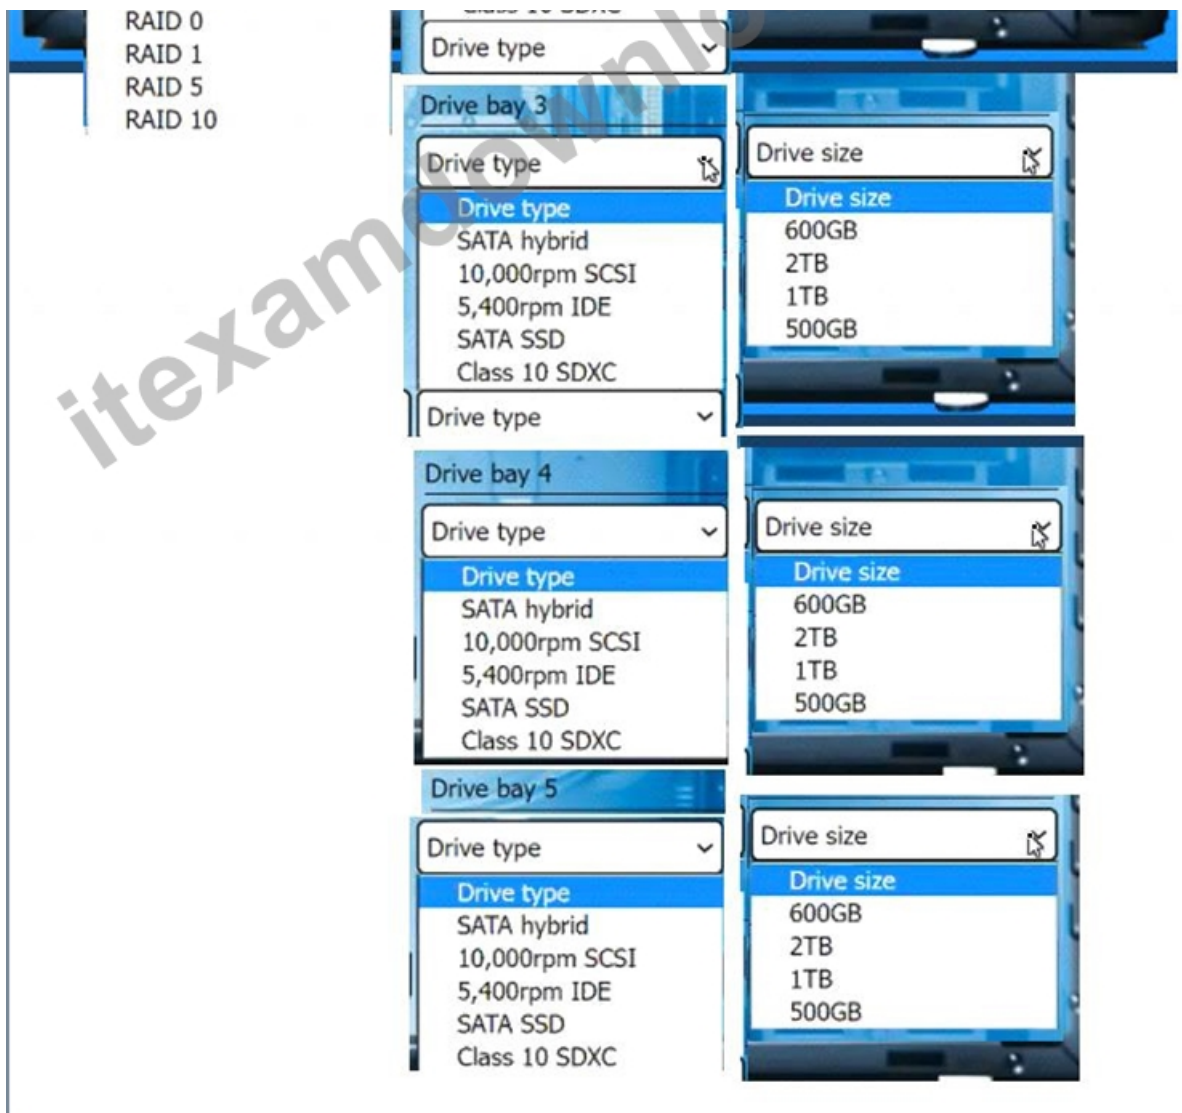 RAID 0
RAID 1
RAID 5
RAID 10
Class 10 SDXC
Drive type
Drive bay 3
Drive type
Drive type
SATA hybrid
10,000rpm SCSI
5,400rpm IDE
SATA SSD
Class 10 SDXC
Drive type
Drive size
Drive size
600GB
2TB
1TB
500GB
Drive bay 4
Drive type
Drive type
SATA hybrid
10,000rpm SCSI
5,400rpm IDE
SATA SSD
Class 10 SDXC
Drive size
Drive size
600GB
2TB
1TB
500GB
Drive bay 5
Drive type
Drive type
SATA hybrid
10,000rpm SCSI
5,400rpm IDE
SATA SSD
Class 10 SDXC
Drive size
Drive size
600GB
2TB
1TB
500GB